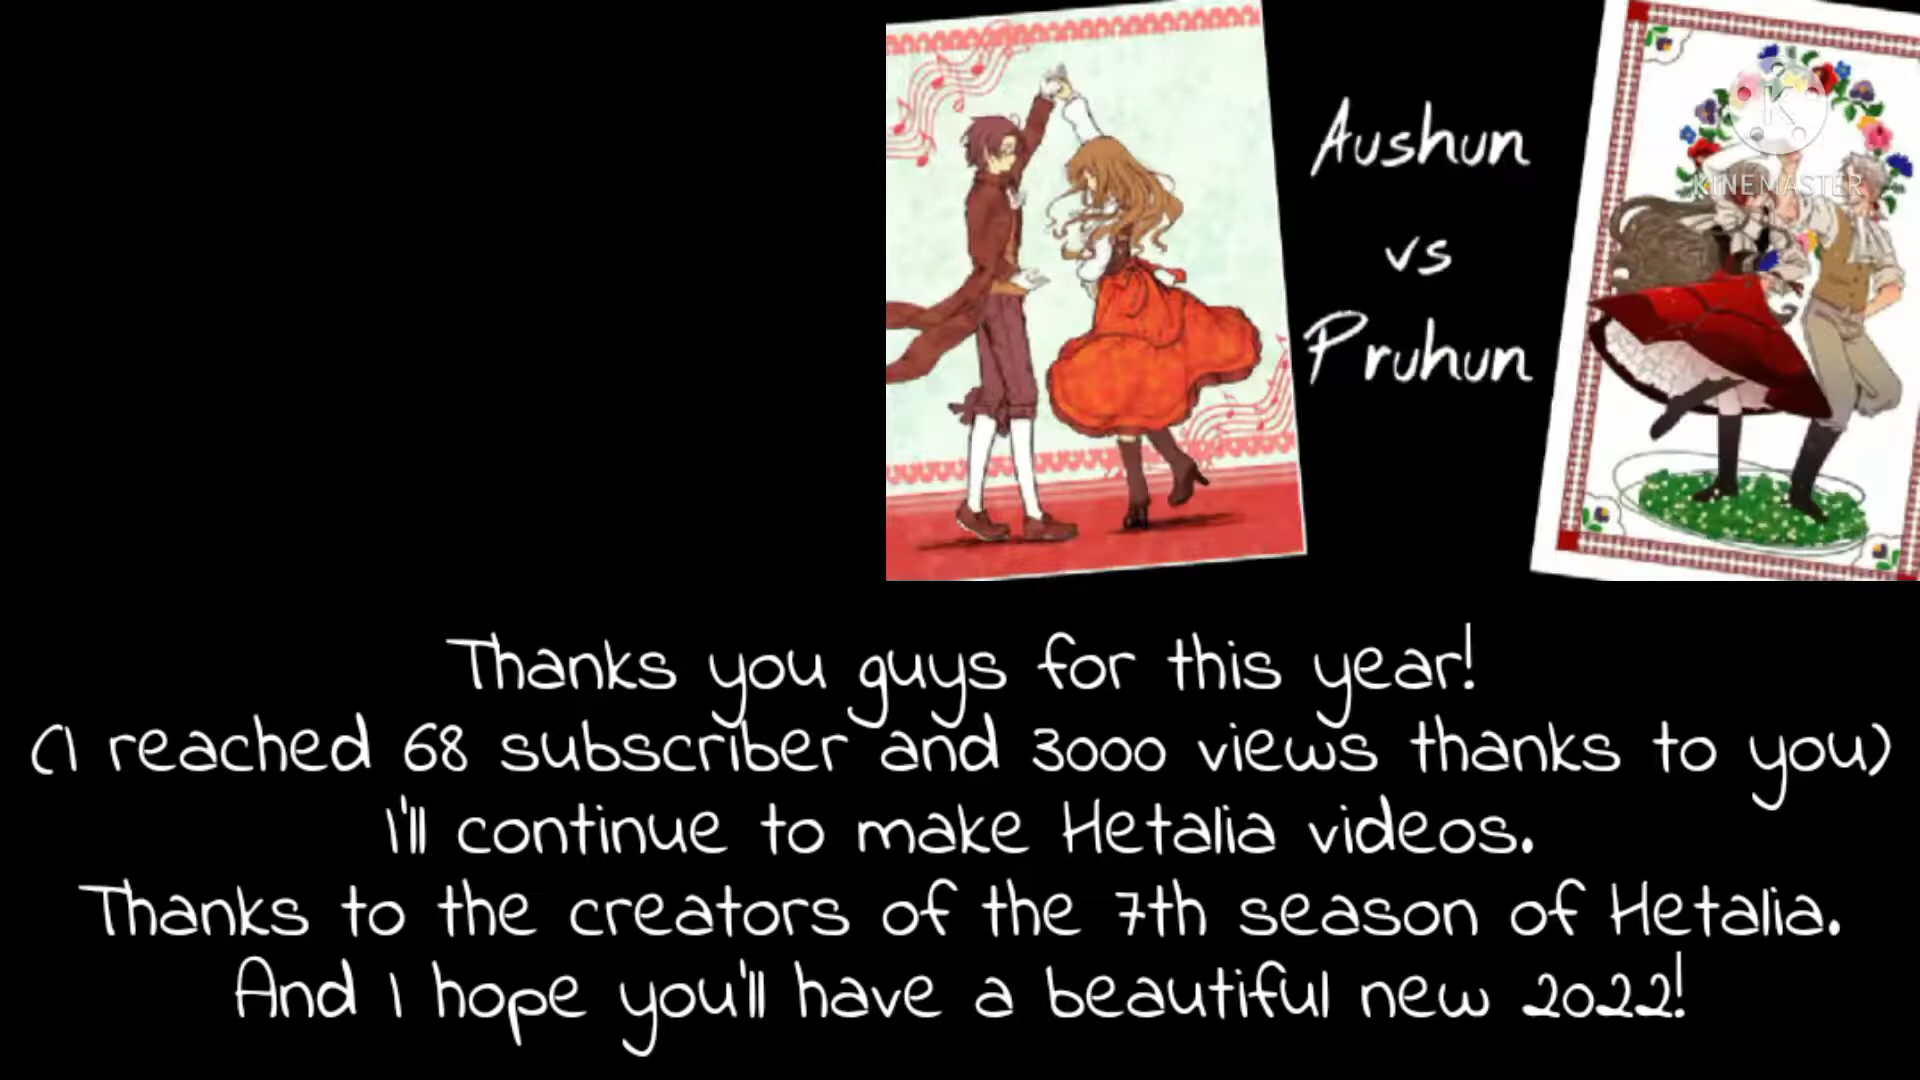 Aushun
vs
Pruhun
K
KINEMASTER
Thanks you guys for this year!
(I reached 68 subscriber and 3000 views thanks to you)
I'll continue to make Hetalia videos.
Thanks to the creators of the 7th season of Hetalia.
And I hope you'll have a beautiful new 2022!